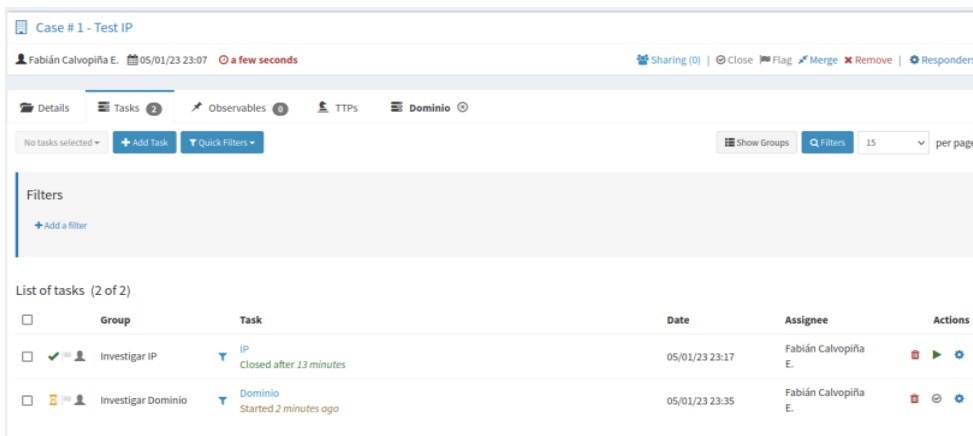 Case # 1 - Test IP
Fabián Calvopiña E. 05/01/23 23:07 a few seconds Sharing (0) | Close Flag Merge Remove | Responders
Details Tasks 2 Observables 0 TTPs Dominio
No tasks selected + Add Task Quick Filters Show Groups Filters 15 per page
Filters
+ Add a filter
List of tasks (2 of 2)
Group Task Date Assignee Actions
Investigar IP IP 05/01/23 23:17 Fabián Calvopiña E.
Closed after 13 minutes
Investigar Dominio Dominio 05/01/23 23:35 Fabián Calvopiña E.
Started 2 minutes ago